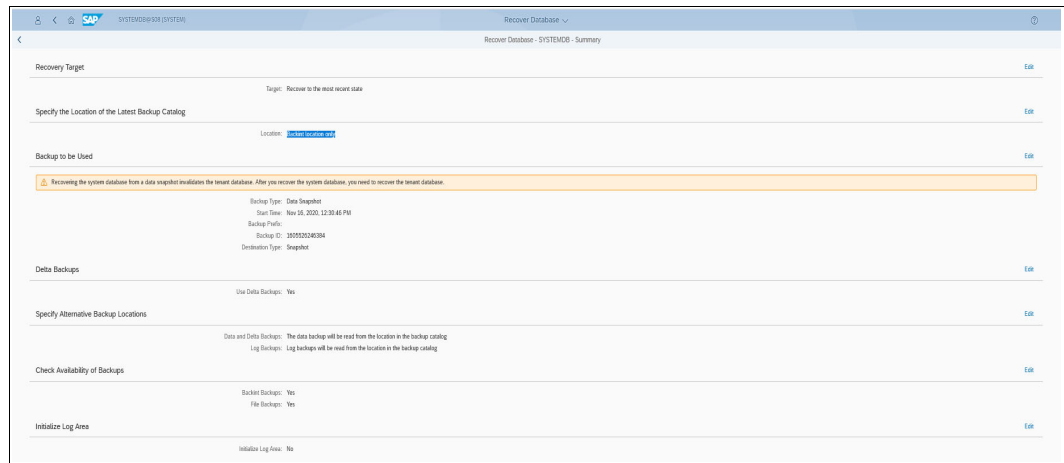 SAP SYSTEMDB@S08 (SYSTEM) Recover Database
Recover Database - SYSTEMDB - Summary
Recovery Target Edit
Target: Recover to the most recent state
Specify the Location of the Latest Backup Catalog Edit
Location: Backint location only
Backup to be Used Edit
Recovering the system database from a data snapshot invalidates the tenant database. After you recover the system database, you need to recover the tenant database.
Backup Type: Data Snapshot
Start Time: Nov 16, 2020, 12:30:46 PM
Backup Prefix:
Backup ID: 1605526246384
Destination Type: Snapshot
Delta Backups Edit
Use Delta Backups: Yes
Specify Alternative Backup Locations Edit
Data and Delta Backups: The data backup will be read from the location in the backup catalog
Log Backups: Log backups will be read from the location in the backup catalog
Check Availability of Backups Edit
Backint Backups: Yes
File Backups: Yes
Initialize Log Area Edit
Initialize Log Area: No